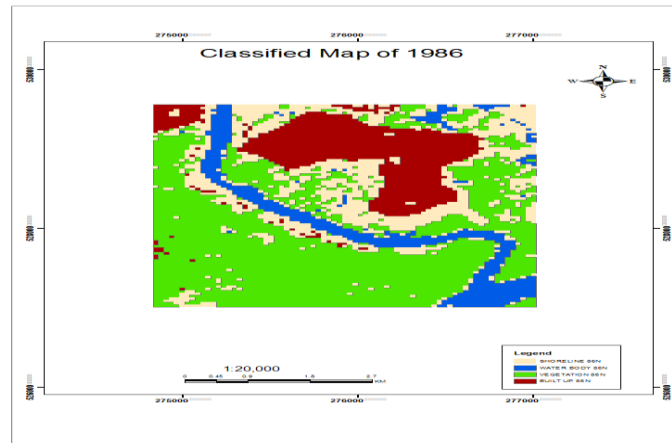 275000 276000 277000
Classified Map of 1986
N
W E
S
1:20,000
0 0.45 0.9 1.8 2.7
KM
Legend
SHORELINE 86N
WATER BODY 86N
VEGETATION 86N
BUILT UP 86N
275000 276000 277000